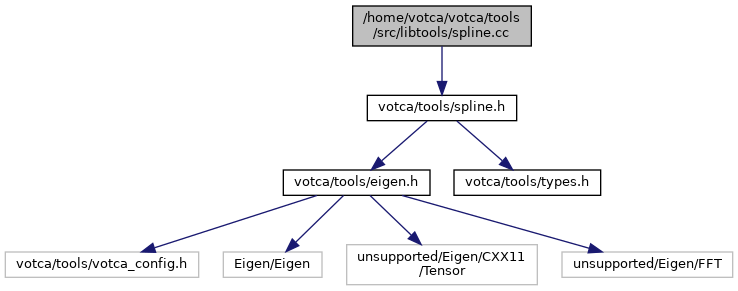 /home/votca/votca/tools
/src/libtools/spline.cc
votca/tools/spline.h
votca/tools/eigen.h
votca/tools/types.h
votca/tools/votca_config.h
Eigen/Eigen
unsupported/Eigen/CXX11
/Tensor
unsupported/Eigen/FFT